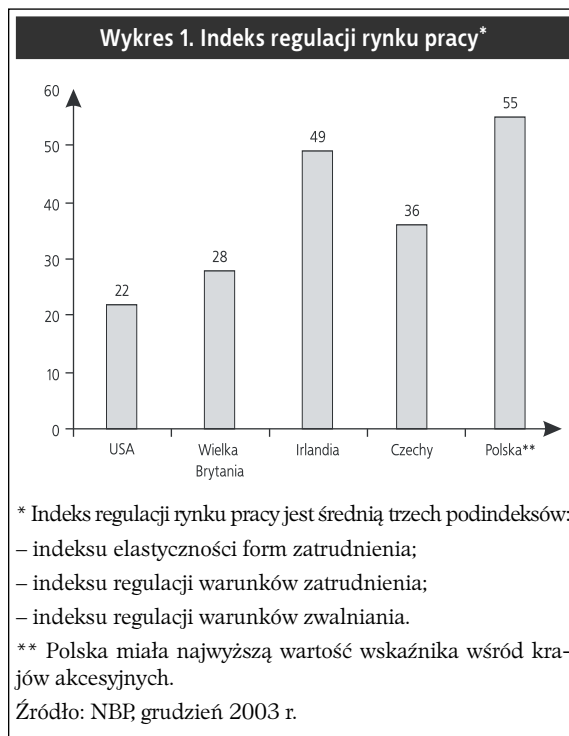 Wykres 1. Indeks regulacji rynku pracy*
60
50
40
30
20
10
0
22
28
49
36
55
USA
Wielka
Brytania
Irlandia
Czechy
Polska**
* Indeks regulacji rynku pracy jest średnią trzech podindeksów:
– indeksu elastyczności form zatrudnienia;
– indeksu regulacji warunków zatrudnienia;
– indeksu regulacji warunków zwalniania.
** Polska miała najwyższą wartość wskaźnika wśród kra-
jów akcesyjnych.
Źródło: NBP, grudzień 2003 r.